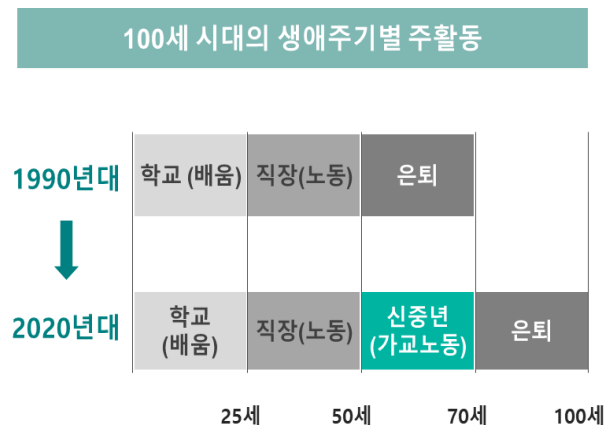 100세 시대의 생애주기별 주활동
1990년대
학교 (배움)
직장(노동)
은퇴
2020년대
학교
(배움)
직장(노동)
신중년
(가교노동)
은퇴
25세
50세
70세
100세